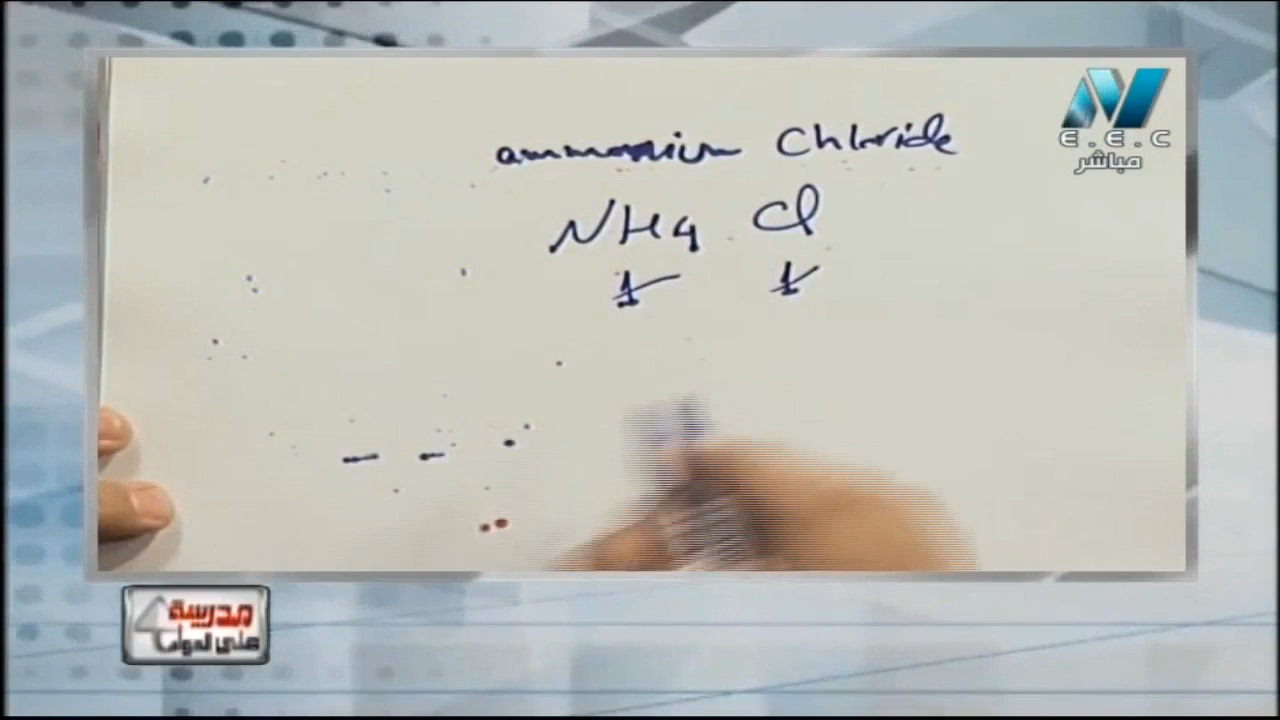 ammonium Chloride
NH4 Cl
1 1
E.E.C
مباشر
مدرسة
على الهواء